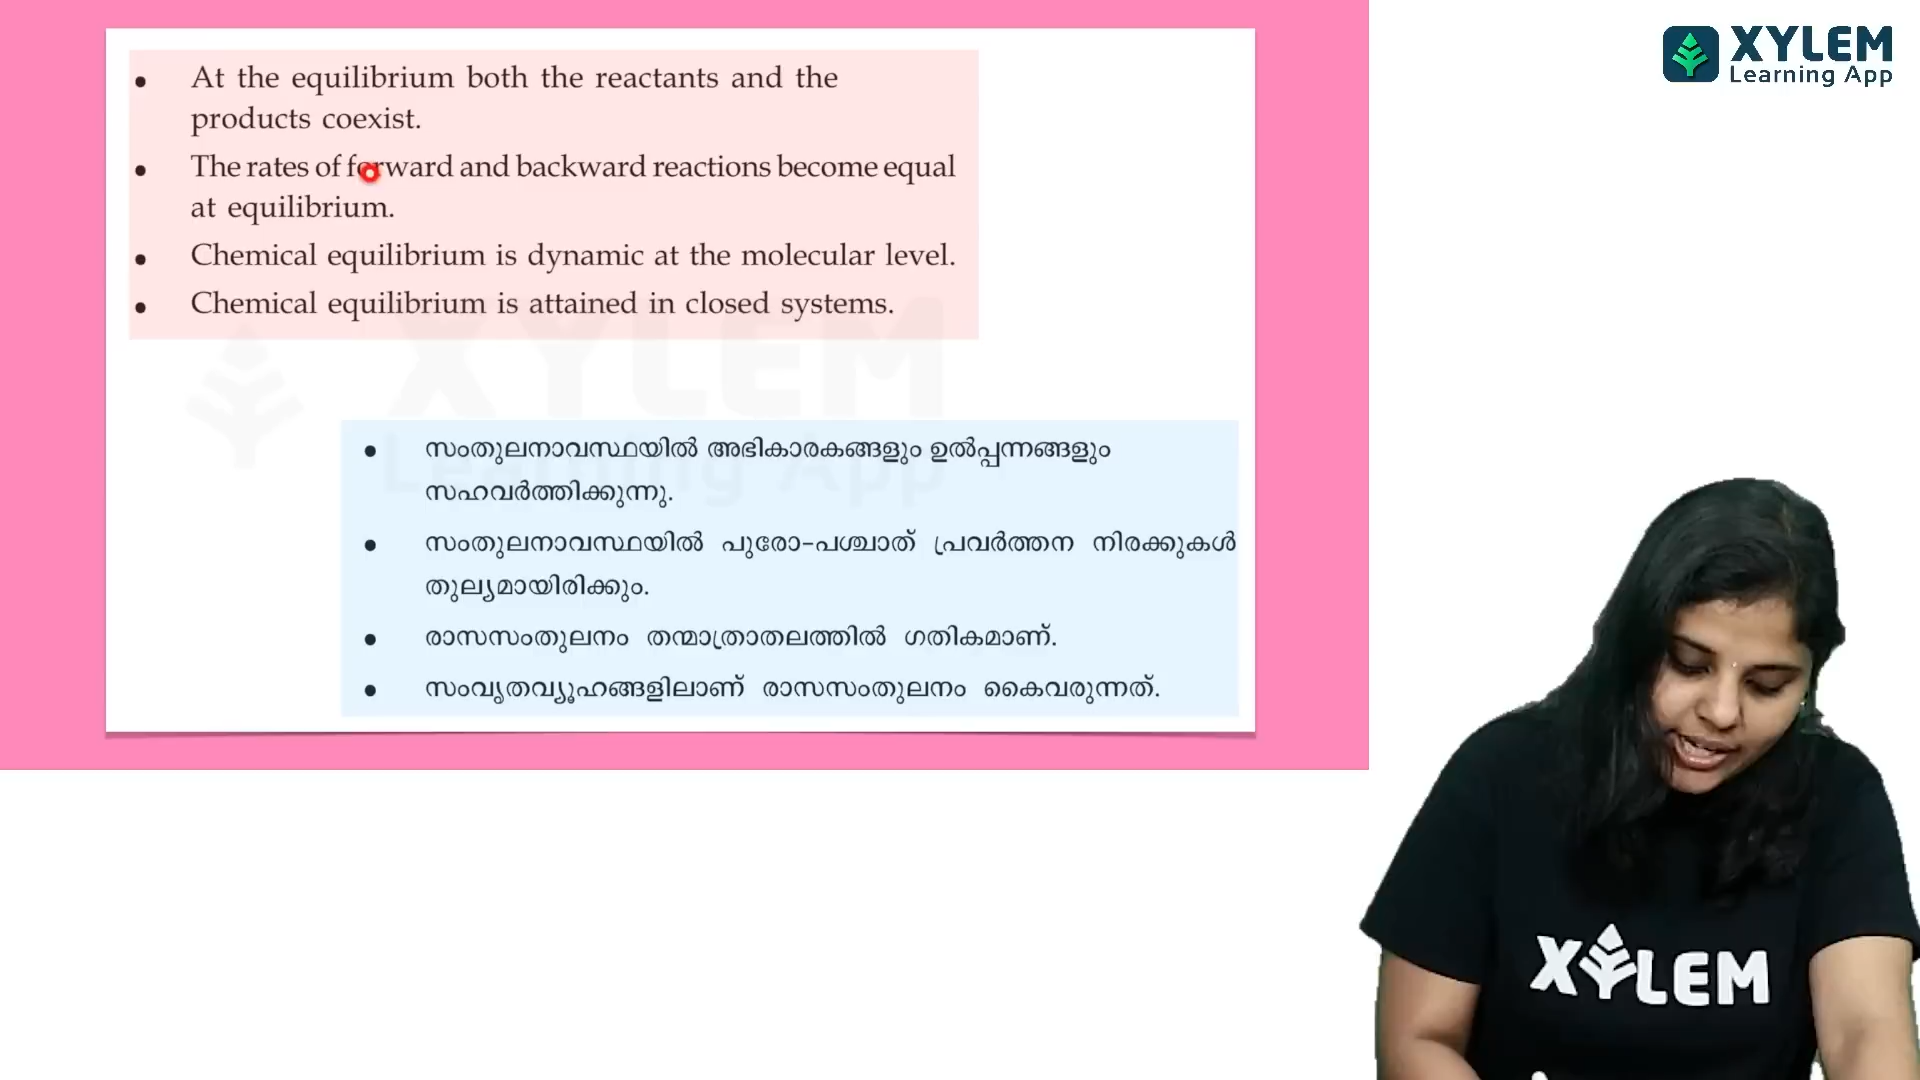 XYLEM
Learning App
• At the equilibrium both the reactants and the
products coexist.
• The rates of forward and backward reactions become equal
at equilibrium.
• Chemical equilibrium is dynamic at the molecular level.
• Chemical equilibrium is attained in closed systems.
XYLEM
Learning App
• സംതുലനാവസ്ഥയിൽ അഭികാരകങ്ങളും ഉൽപ്പന്നങ്ങളും
സഹവർത്തിക്കുന്നു.
• സംതുലനാവസ്ഥയിൽ പുരോ-പശ്ചാത് പ്രവർത്തന നിരക്കുകൾ
തുല്യമായിരിക്കും.
• രാസസംതുലനം തന്മാത്രാതലത്തിൽ ഗതികമാണ്.
• സംവൃതവ്യൂഹങ്ങളിലാണ് രാസസംതുലനം കൈവരുന്നത്.
XYLEM